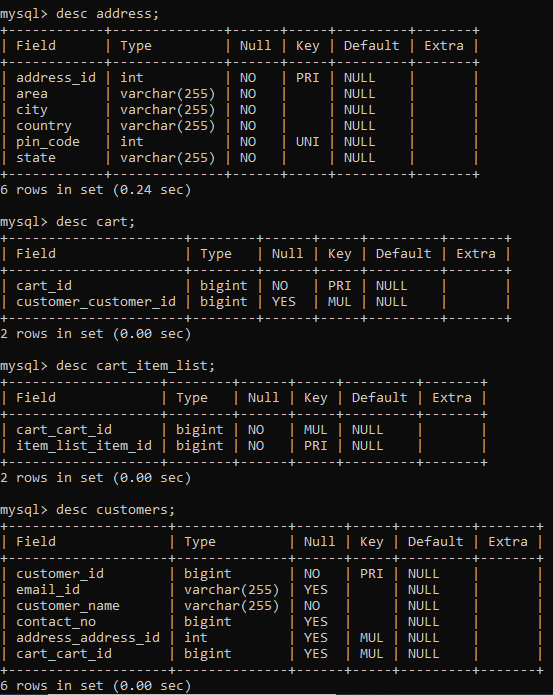 mysql> desc address;
+------------+--------------+------+-----+---------+-------+
| Field      | Type         | Null | Key | Default | Extra |
+------------+--------------+------+-----+---------+-------+
| address_id | int          | NO   | PRI | NULL    |       |
| area       | varchar(255) | NO   |     | NULL    |       |
| city       | varchar(255) | NO   |     | NULL    |       |
| country    | varchar(255) | NO   |     | NULL    |       |
| pin_code   | int          | NO   | UNI | NULL    |       |
| state      | varchar(255) | NO   |     | NULL    |       |
+------------+--------------+------+-----+---------+-------+
6 rows in set (0.24 sec)
mysql> desc cart;
+----------------------+--------+------+-----+---------+-------+
| Field                | Type   | Null | Key | Default | Extra |
+----------------------+--------+------+-----+---------+-------+
| cart_id              | bigint | NO   | PRI | NULL    |       |
| customer_customer_id | bigint | YES  | MUL | NULL    |       |
+----------------------+--------+------+-----+---------+-------+
2 rows in set (0.00 sec)
mysql> desc cart_item_list;
+-------------------+--------+------+-----+---------+-------+
| Field             | Type   | Null | Key | Default | Extra |
+-------------------+--------+------+-----+---------+-------+
| cart_cart_id      | bigint | NO   | MUL | NULL    |       |
| item_list_item_id | bigint | NO   | PRI | NULL    |       |
+-------------------+--------+------+-----+---------+-------+
2 rows in set (0.00 sec)
mysql> desc customers;
+--------------------+--------------+------+-----+---------+-------+
| Field              | Type         | Null | Key | Default | Extra |
+--------------------+--------------+------+-----+---------+-------+
| customer_id        | bigint       | NO   | PRI | NULL    |       |
| email_id           | varchar(255) | YES  |     | NULL    |       |
| customer_name      | varchar(255) | NO   |     | NULL    |       |
| contact_no         | bigint       | YES  |     | NULL    |       |
| address_address_id | int          | YES  | MUL | NULL    |       |
| cart_cart_id       | bigint       | YES  | MUL | NULL    |       |
+--------------------+--------------+------+-----+---------+-------+
6 rows in set (0.00 sec)